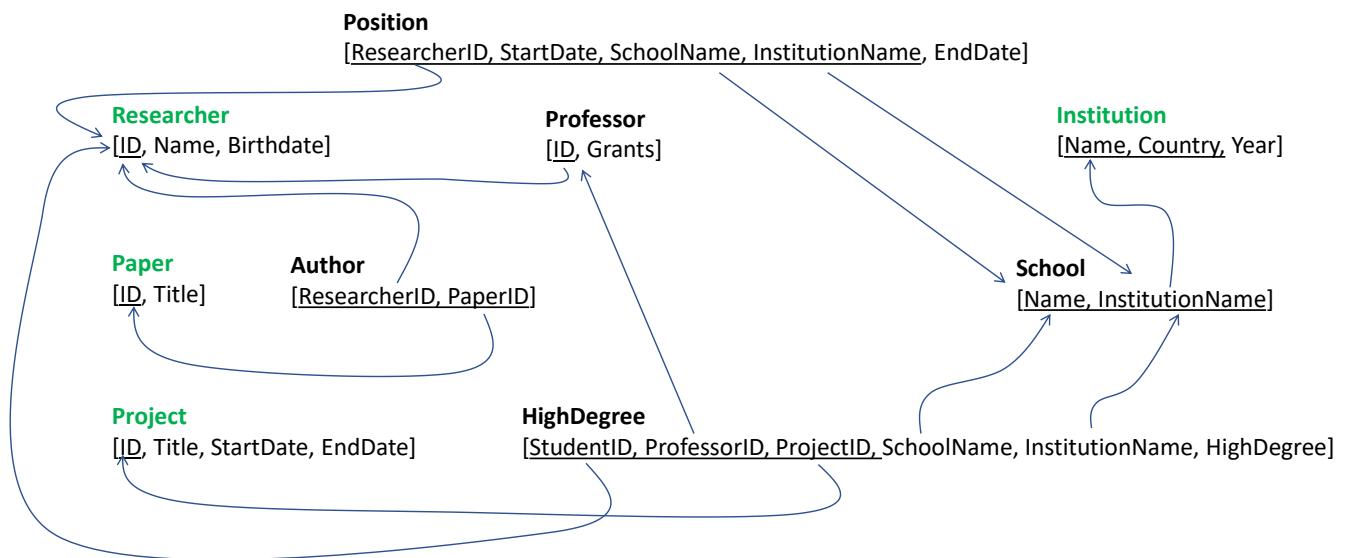 Position
[ResearcherID, StartDate, SchoolName, InstitutionName, EndDate]
Researcher
[ID, Name, Birthdate]
Professor
[ID, Grants]
Institution
[Name, Country, Year]
Paper
[ID, Title]
Author
[ResearcherID, PaperID]
School
[Name, InstitutionName]
Project
[ID, Title, StartDate, EndDate]
HighDegree
[StudentID, ProfessorID, ProjectID, SchoolName, InstitutionName, HighDegree]